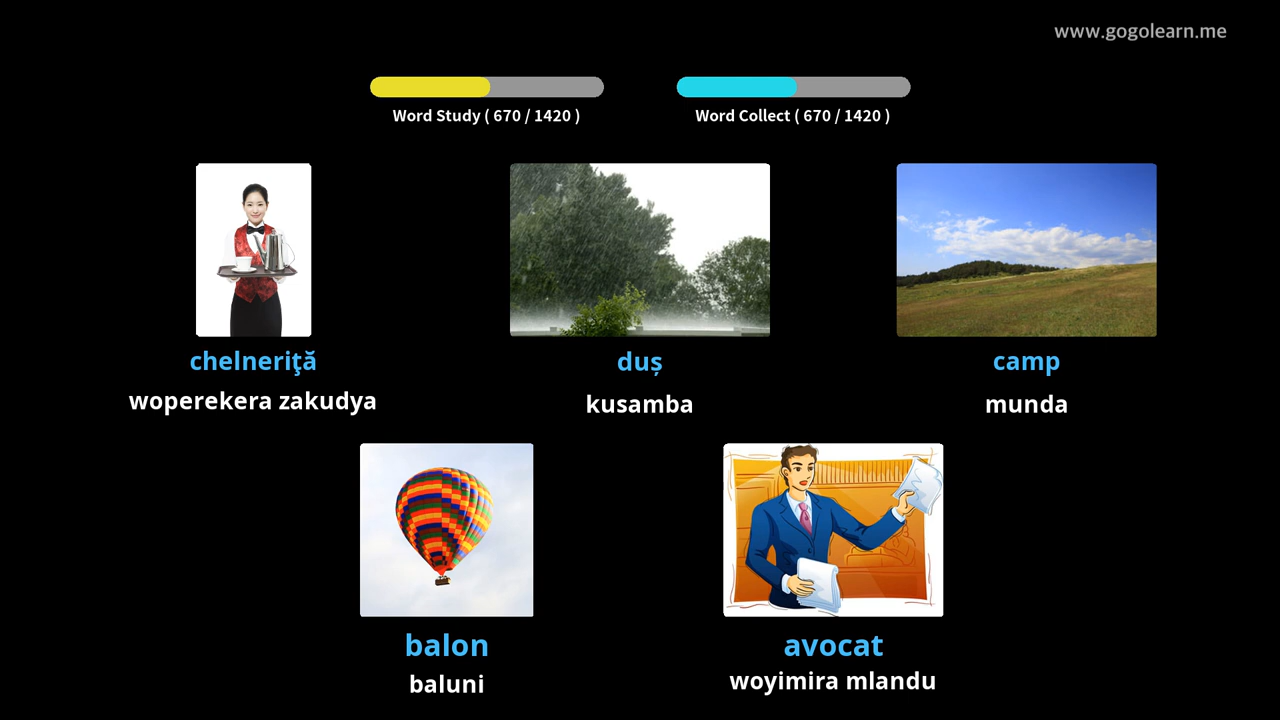 www.gogolearn.me
Word Study ( 670 / 1420 )
Word Collect ( 670 / 1420 )
chelneriţă
duș
camp
woperekera zakudya
kusamba
munda
balon
avocat
baluni
woyimira mlandu